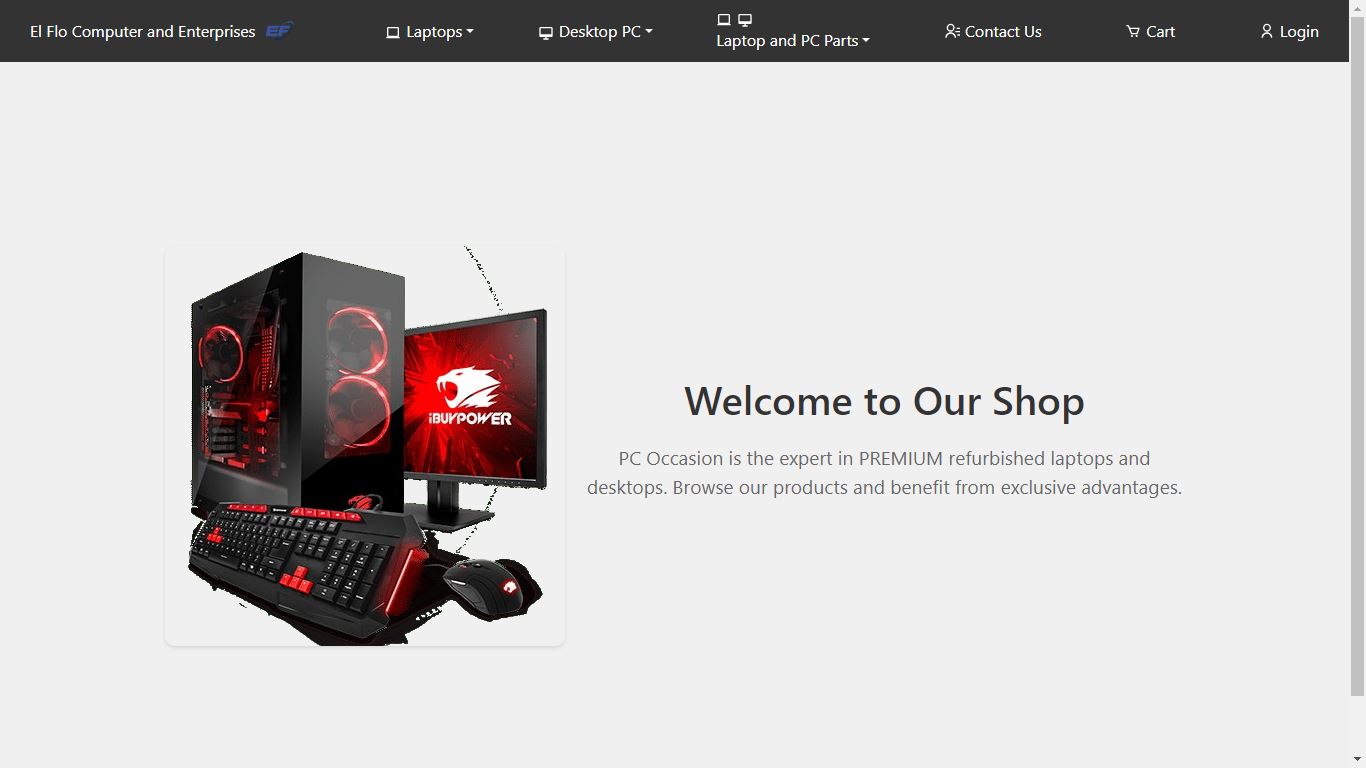 El Flo Computer and Enterprises EF
Laptops
Desktop PC
Laptop and PC Parts
Contact Us
Cart
Login
iBUYPOWER
Welcome to Our Shop
PC Occasion is the expert in PREMIUM refurbished laptops and
desktops. Browse our products and benefit from exclusive advantages.